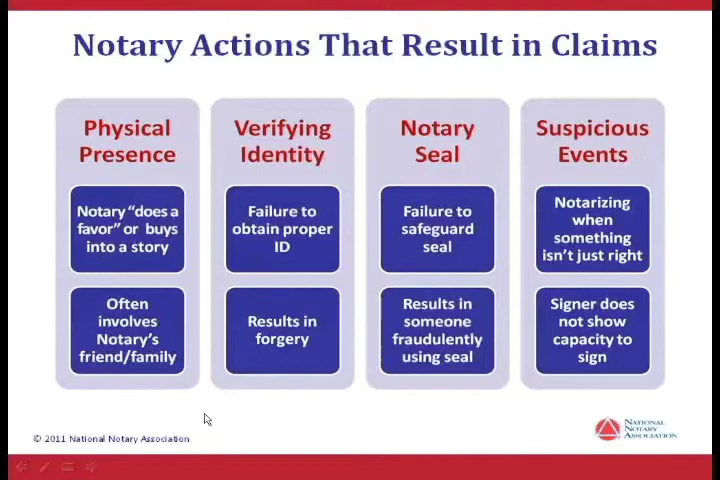 Notary Actions That Result in Claims
Physical
Presence
Notary “does a
favor” or buys
into a story
Often
involves
Notary’s
friend/family
Verifying
Identity
Failure to
obtain proper
ID
Results in
forgery
Notary
Seal
Failure to
safeguard
seal
Results in
someone
fraudulently
using seal
Suspicious
Events
Notarizing
when
something
isn’t just right
Signer does
not show
capacity to
sign
© 2011 National Notary Association
NATIONAL
NOTARY
ASSOCIATION